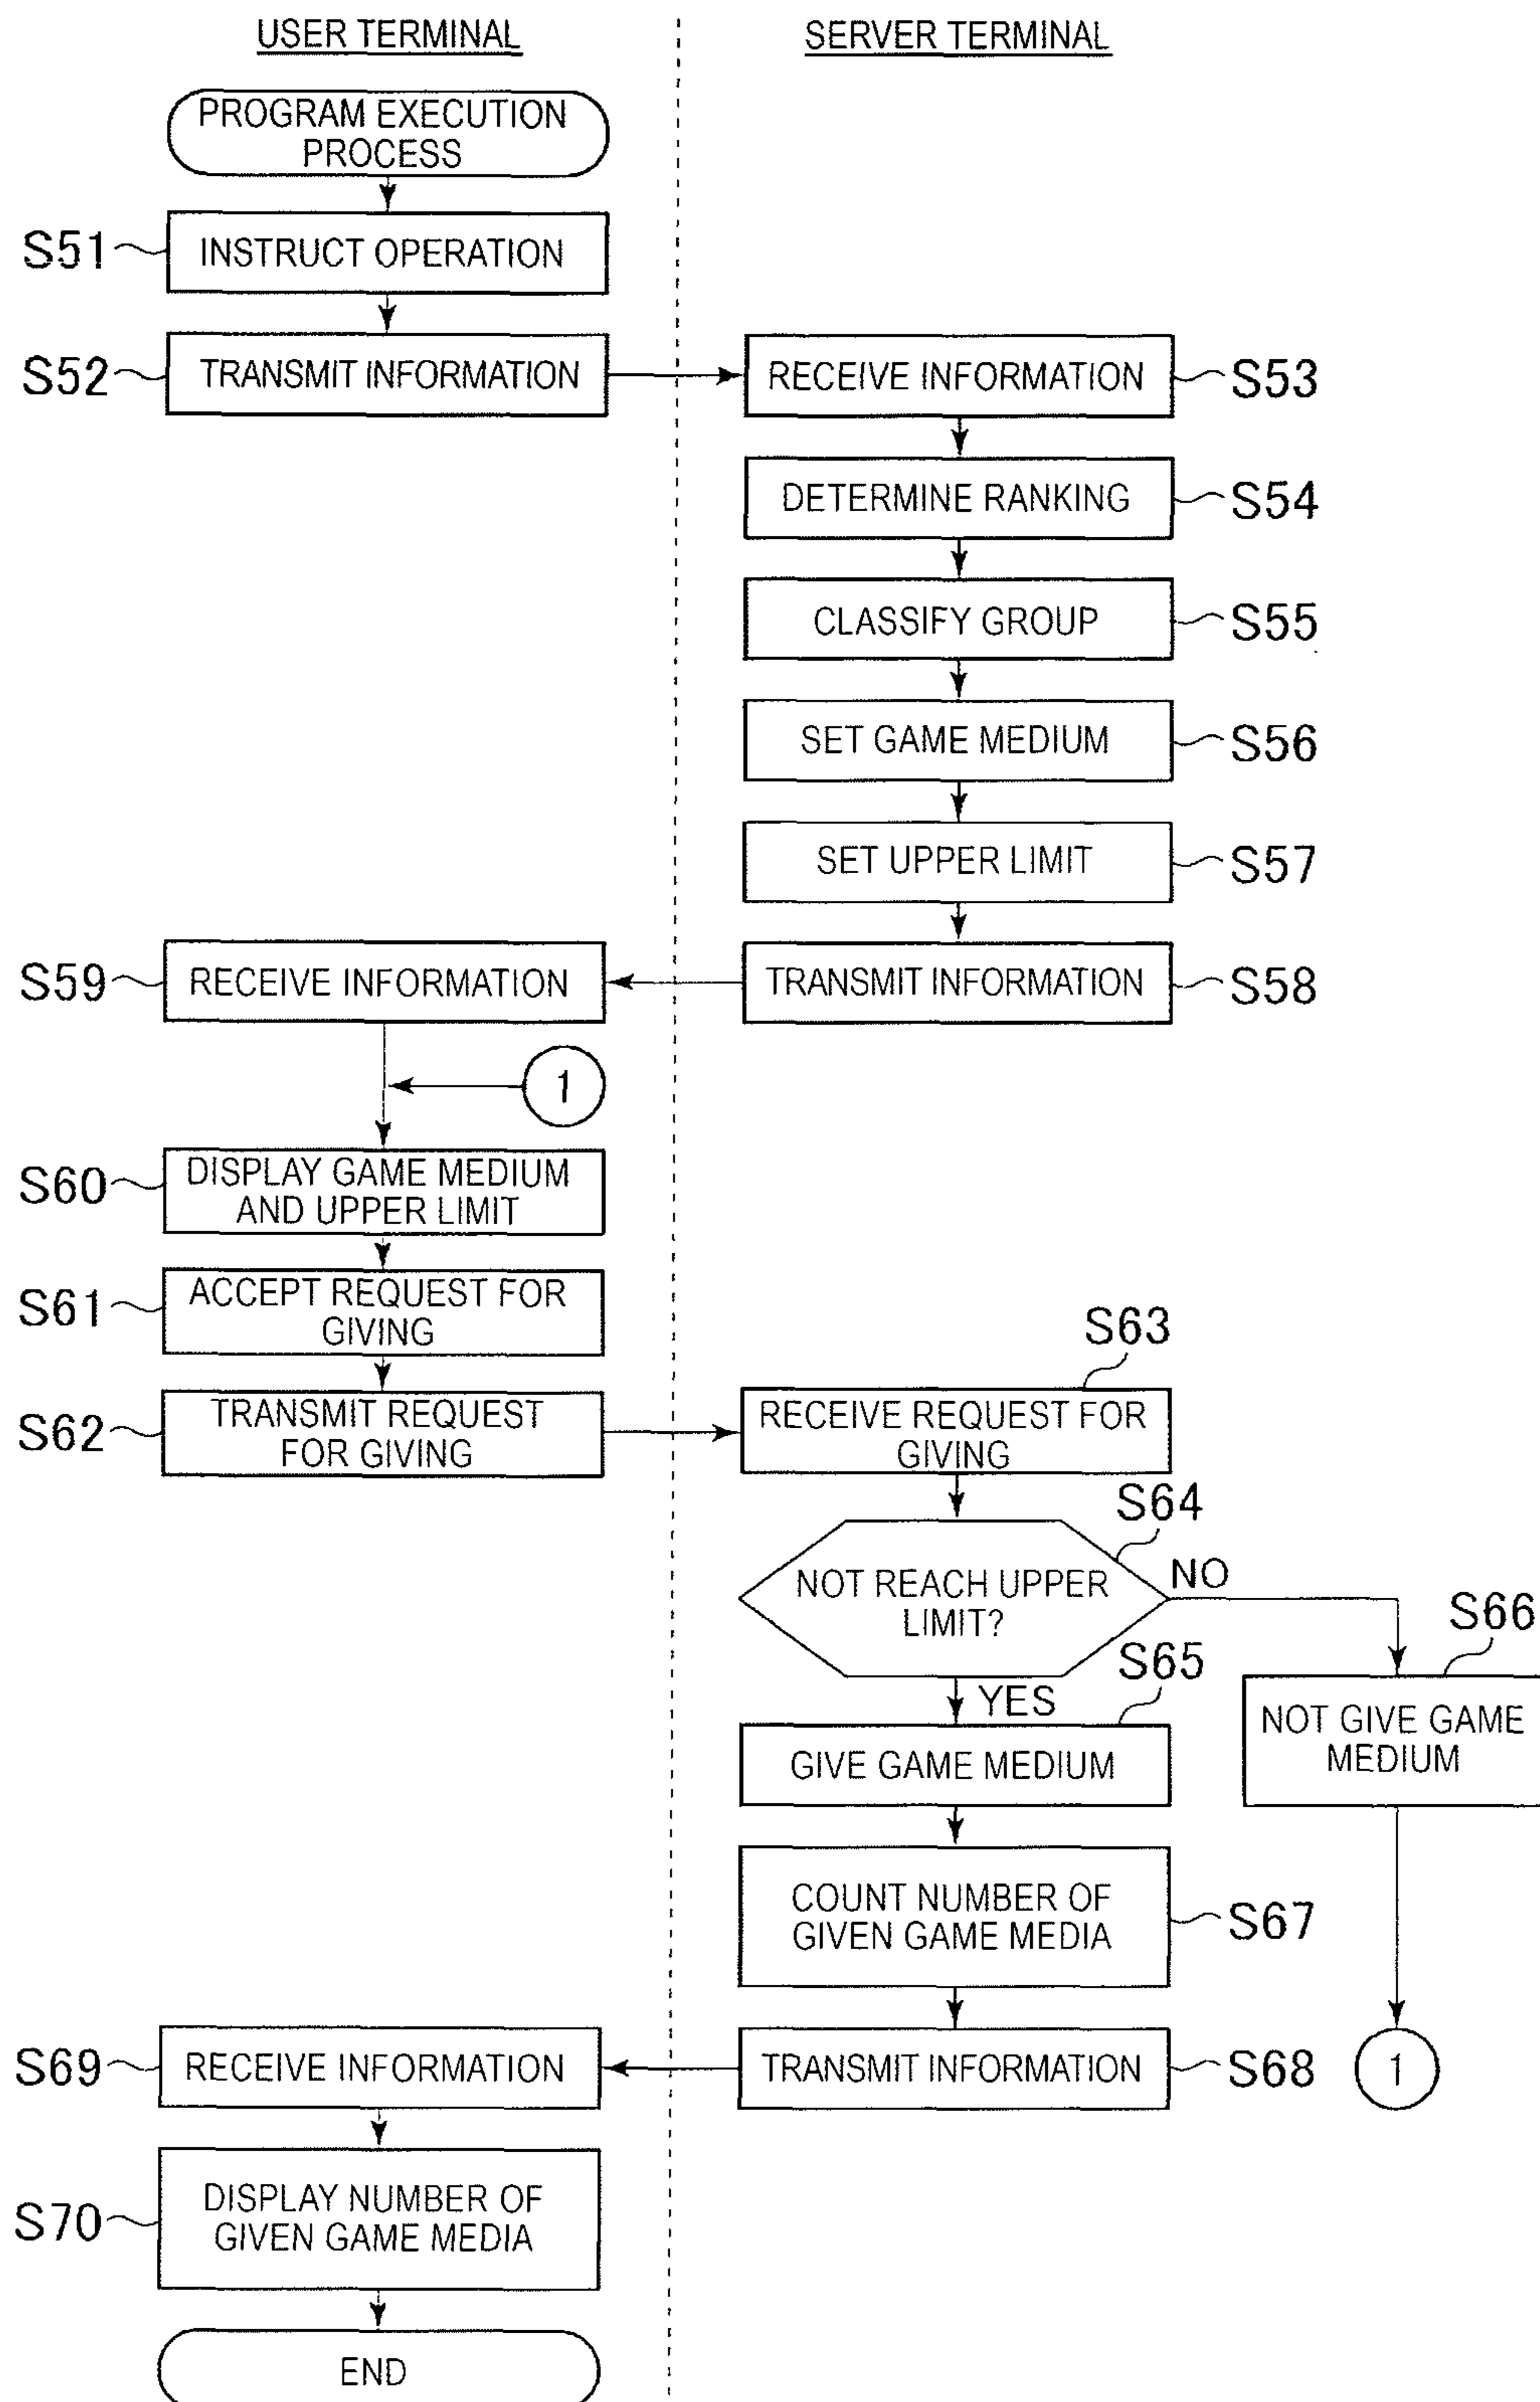 USER TERMINAL
SERVER TERMINAL
PROGRAM EXECUTION
PROCESS
S51
INSTRUCT OPERATION
S52
TRANSMIT INFORMATION
RECEIVE INFORMATION
S53
DETERMINE RANKING
S54
CLASSIFY GROUP
S55
SET GAME MEDIUM
S56
SET UPPER LIMIT
S57
S59
RECEIVE INFORMATION
TRANSMIT INFORMATION
S58
1
S60
DISPLAY GAME MEDIUM
AND UPPER LIMIT
S61
ACCEPT REQUEST FOR
GIVING
S62
TRANSMIT REQUEST
FOR GIVING
S63
RECEIVE REQUEST FOR
GIVING
S64
NOT REACH UPPER
LIMIT?
NO
YES
S65
GIVE GAME MEDIUM
S66
NOT GIVE GAME
MEDIUM
COUNT NUMBER OF
GIVEN GAME MEDIA
S67
S69
RECEIVE INFORMATION
TRANSMIT INFORMATION
S68
1
S70
DISPLAY NUMBER OF
GIVEN GAME MEDIA
END